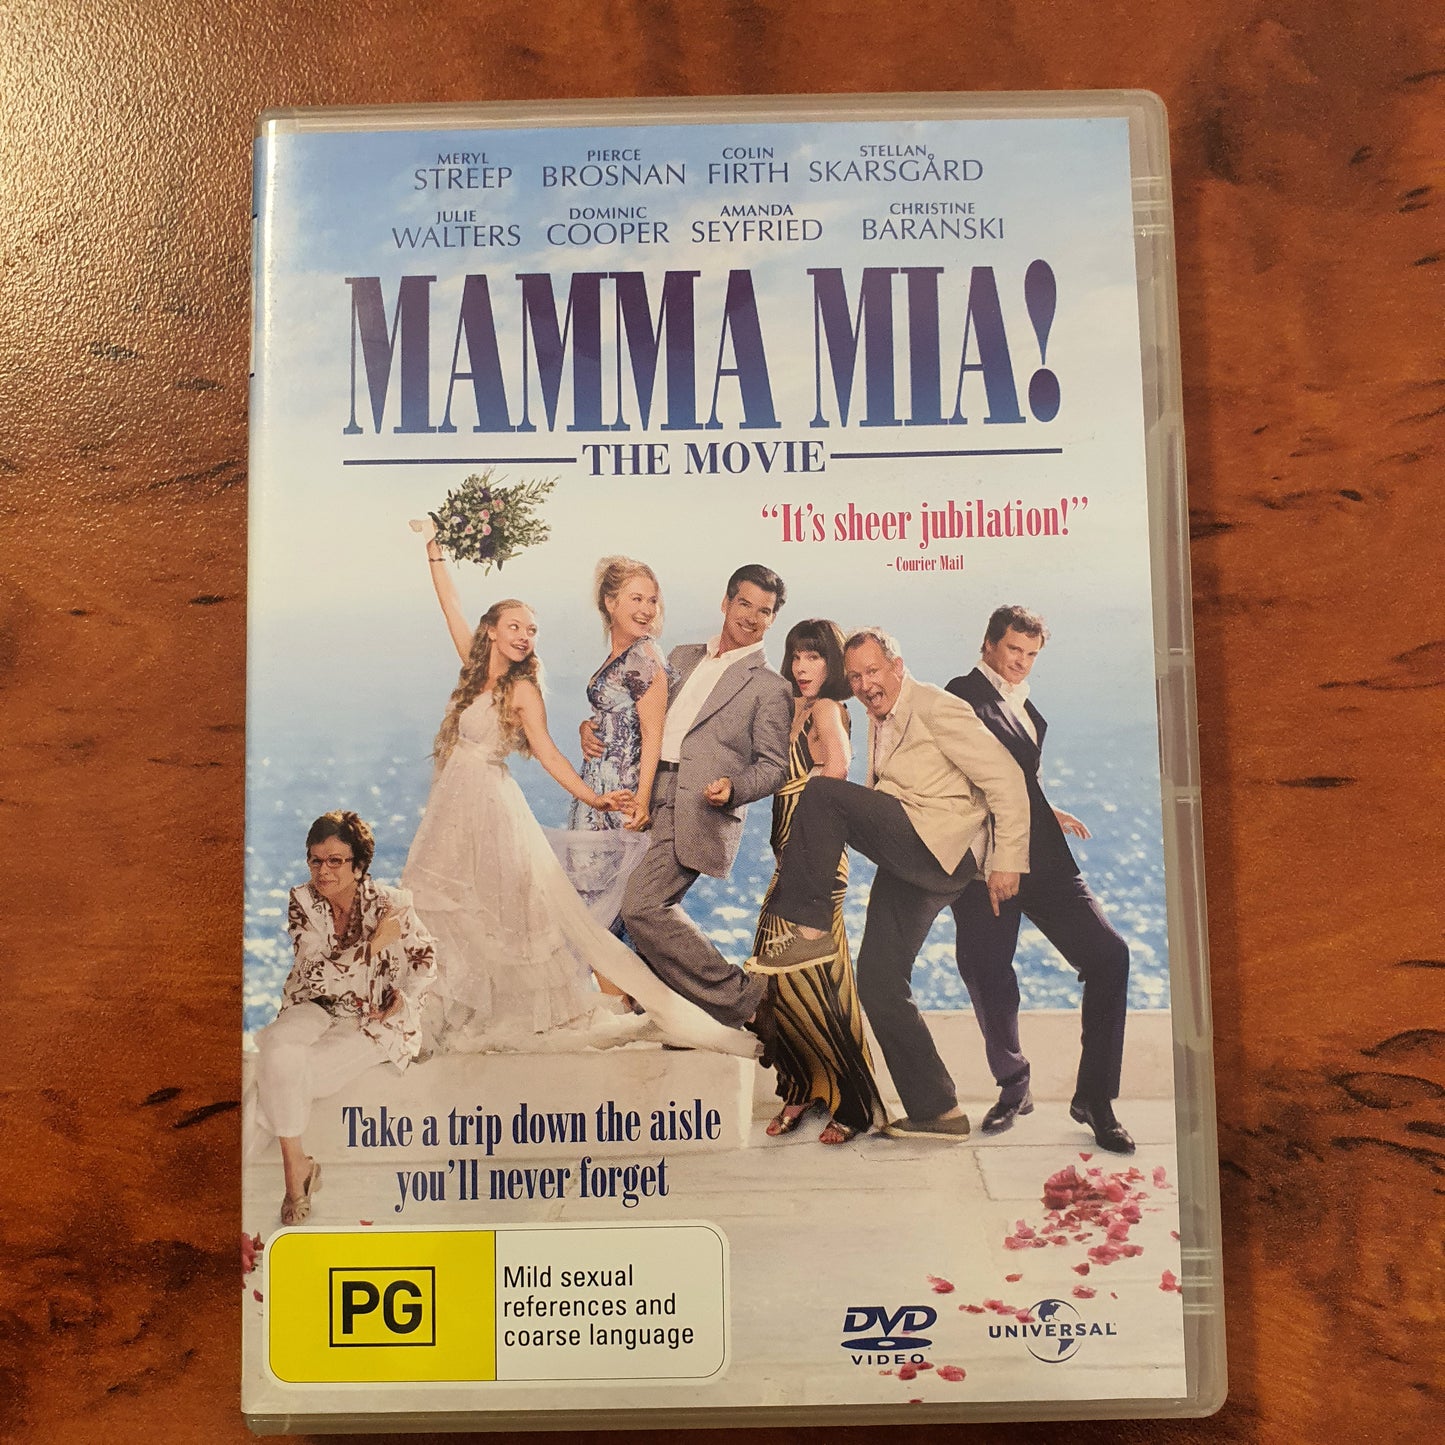 MERYL PIERCE COLIN STELLAN
STREEP BROSNAN FIRTH SKARSGÅRD
JULIE DOMINIC AMANDA CHRISTINE
WALTERS COOPER SEYFRIED BARANSKI
MAMMA MIA!
THE MOVIE
“It's sheer jubilation!”
– Courier Mail
Take a trip down the aisle
you'll never forget
PG
Mild sexual
references and
coarse language
DVD
VIDEO
UNIVERSAL